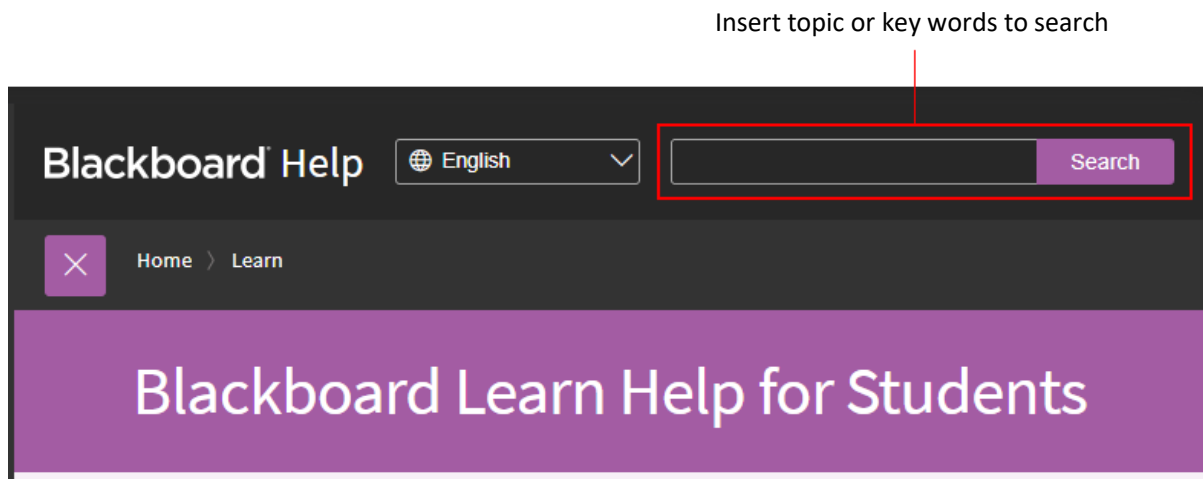 Insert topic or key words to search
Blackboard Help English Search
Home 〉 Learn
Blackboard Learn Help for Students